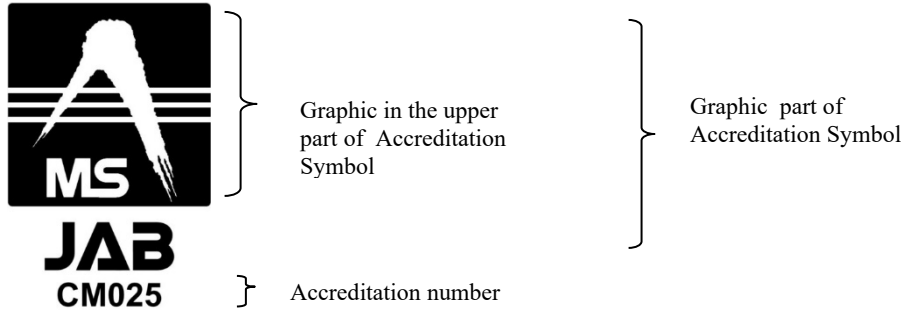 MS
JAB
CM025
Graphic in the upper
part of Accreditation
Symbol
Graphic part of
Accreditation Symbol
Accreditation number